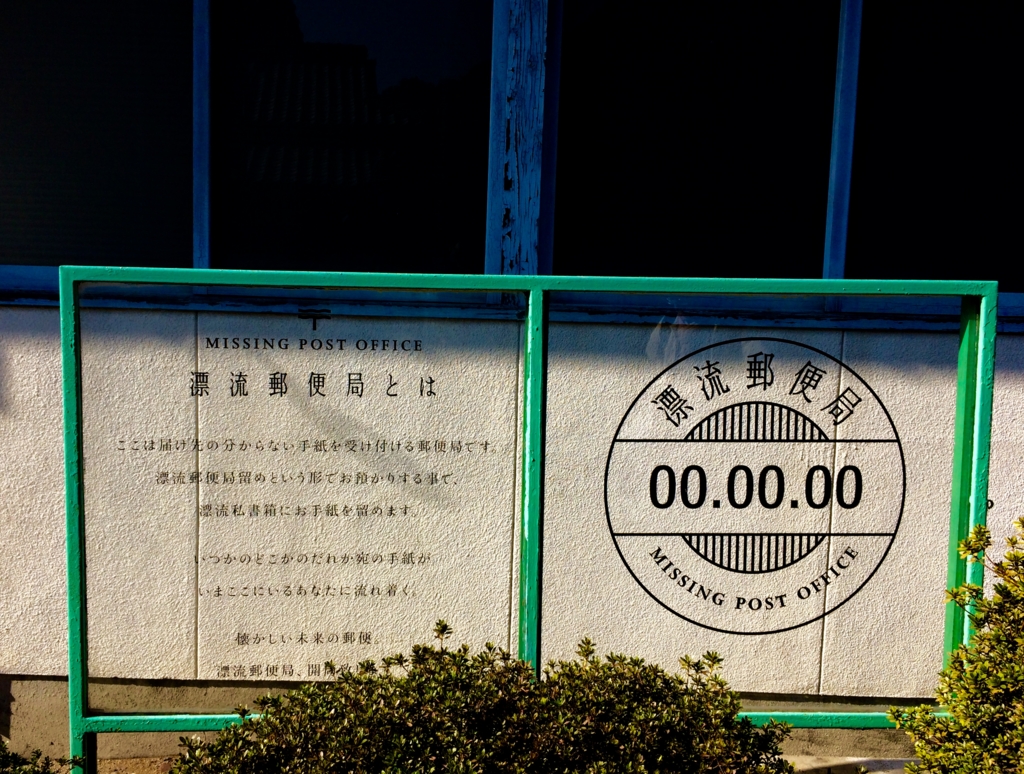 〒
MISSING POST OFFICE
漂流郵便局とは
ここは届け先の分からない手紙を受け付ける郵便局です。
漂流郵便局留めという形でお預かりする事で、
漂流私書箱にお手紙を留めます。
いつかのどこかのだれか宛の手紙が
いまここにいるあなたに流れ着く。
懐かしい未来の郵便。
漂流郵便局、開局
漂流郵便局
00.00.00
MISSING POST OFFICE